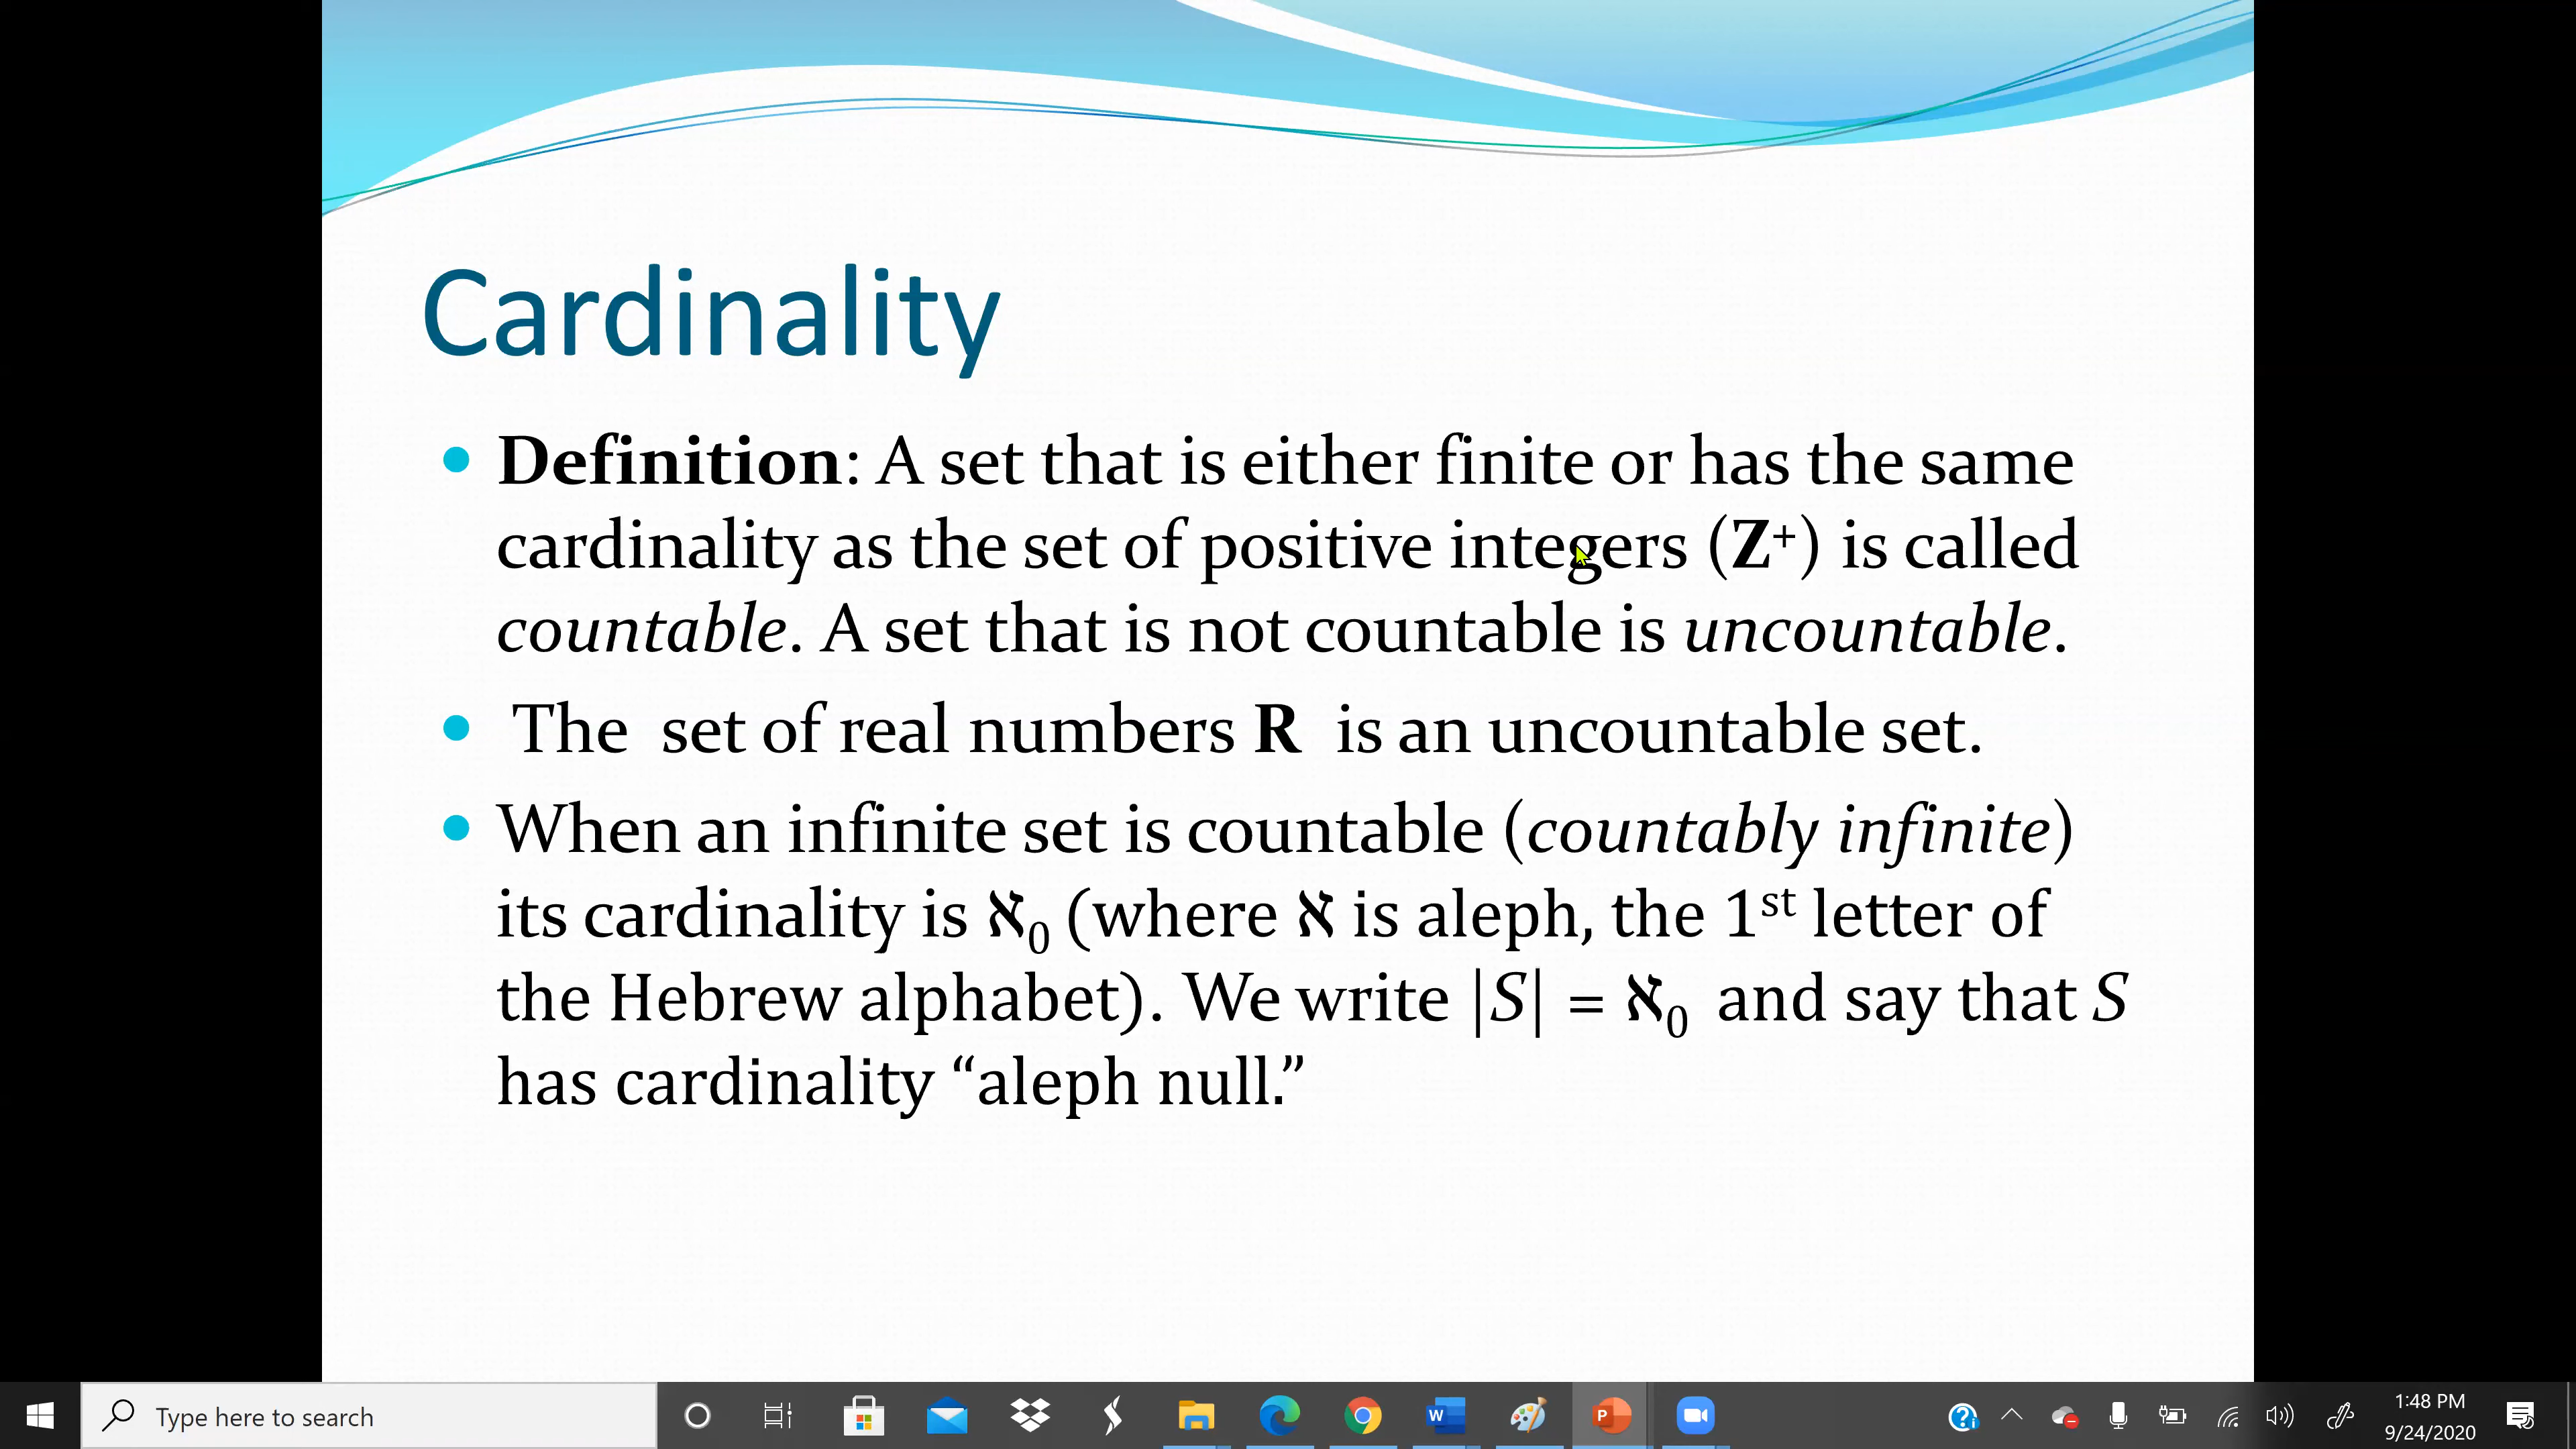 Cardinality
Definition: A set that is either finite or has the same
cardinality as the set of positive integers (Z⁺) is called
countable. A set that is not countable is uncountable.
The set of real numbers R is an uncountable set.
When an infinite set is countable (countably infinite)
its cardinality is ℵ₀ (where ℵ is aleph, the 1st letter of
the Hebrew alphabet). We write |S| = ℵ₀ and say that S
has cardinality “aleph null.”
Type here to search
1:48 PM
9/24/2020